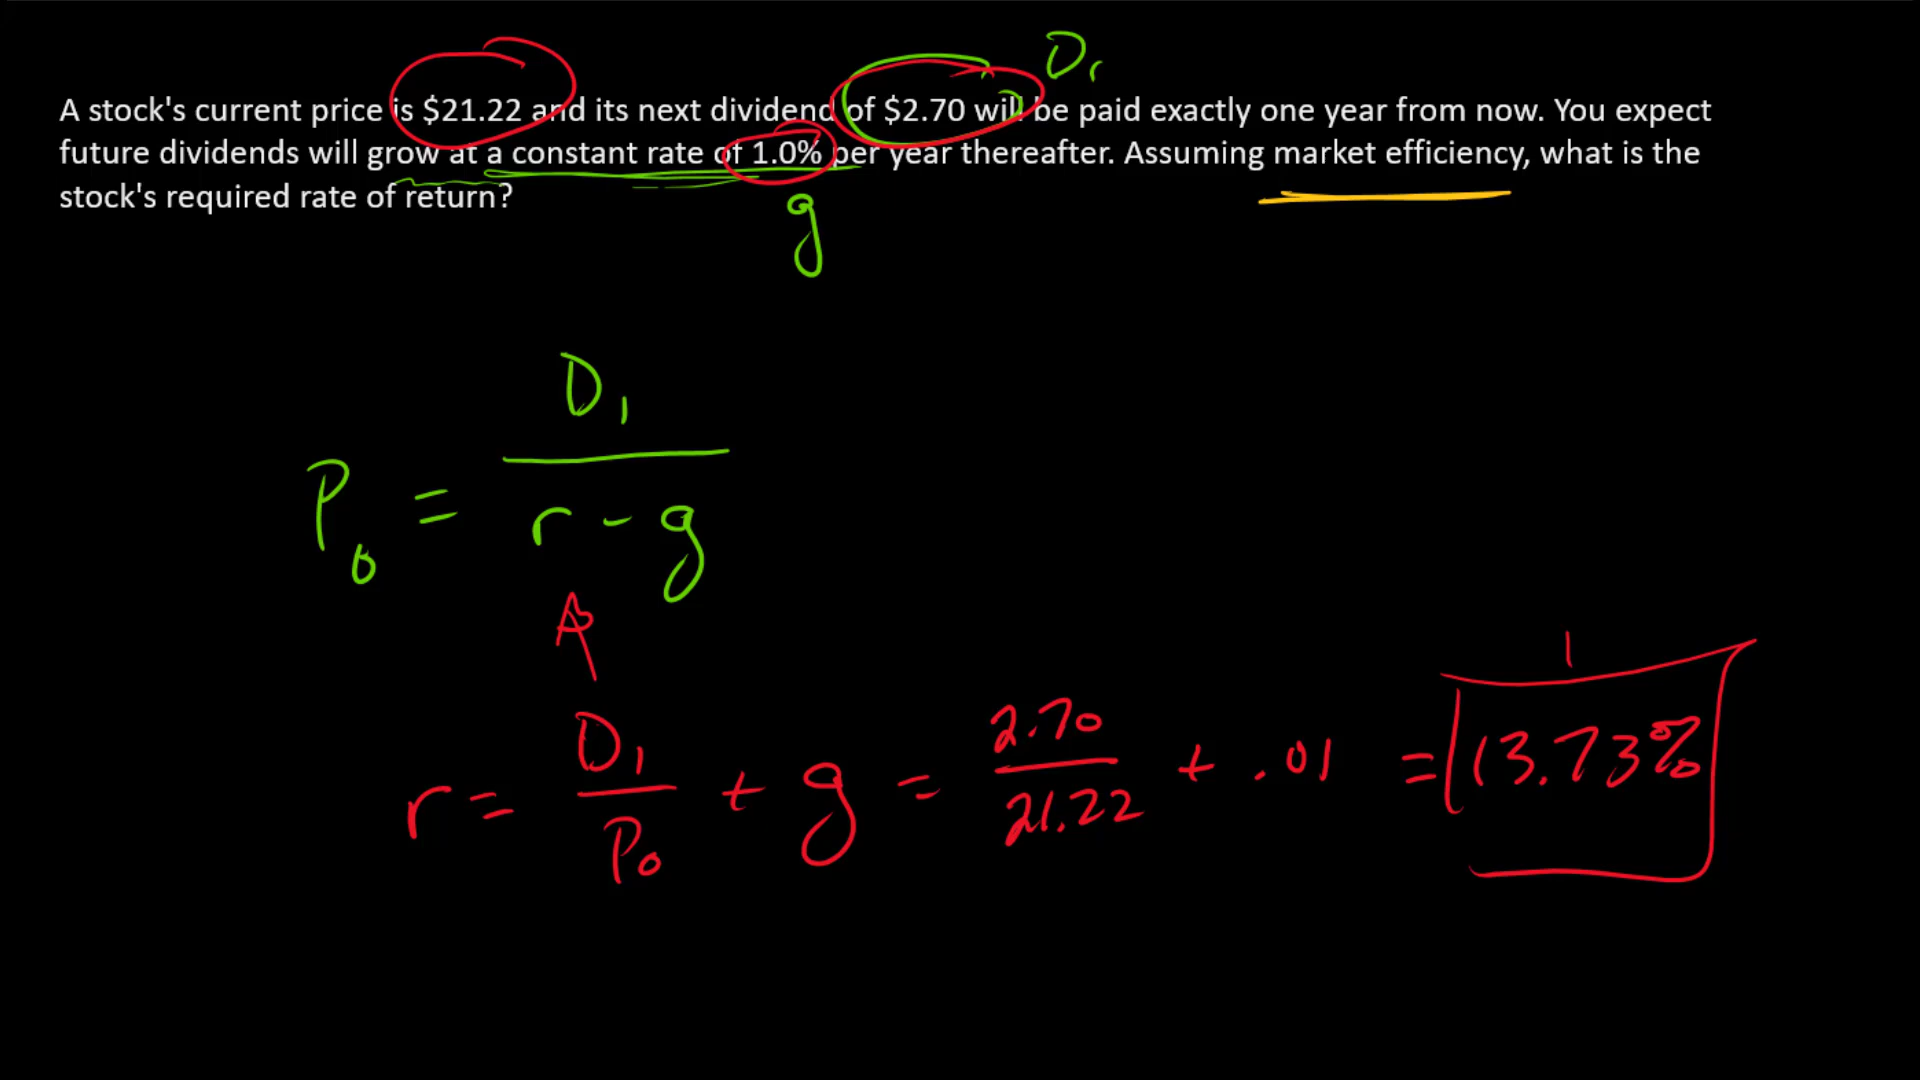 A stock's current price is $21.22 and its next dividend of $2.70 will be paid exactly one year from now. You expect
future dividends will grow at a constant rate of 1.0% per year thereafter. Assuming market efficiency, what is the
stock's required rate of return?
D₁
g
P₀ = D₁ / r - g
r = D₁ / P₀ + g = 2.70 / 21.22 + .01 = 13.73%